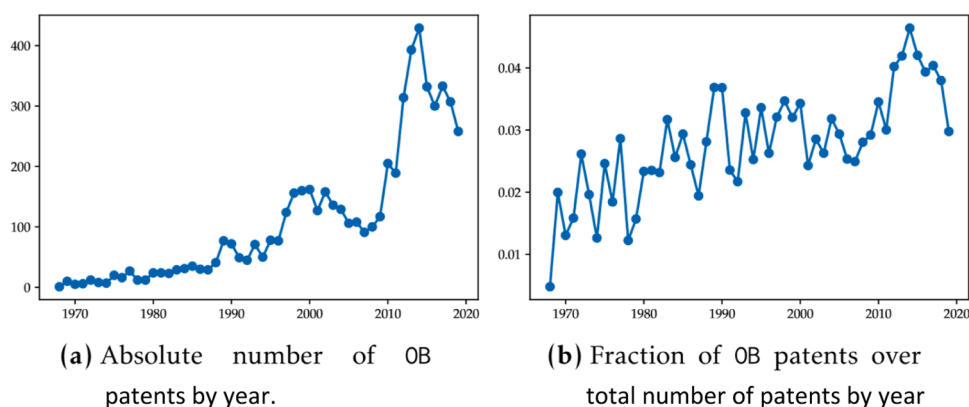 400
300
200
100
0
1970 1980 1990 2000 2010 2020
(a) Absolute number of OB
patents by year.
0.04
0.03
0.02
0.01
1970 1980 1990 2000 2010 2020
(b) Fraction of OB patents over
total number of patents by year